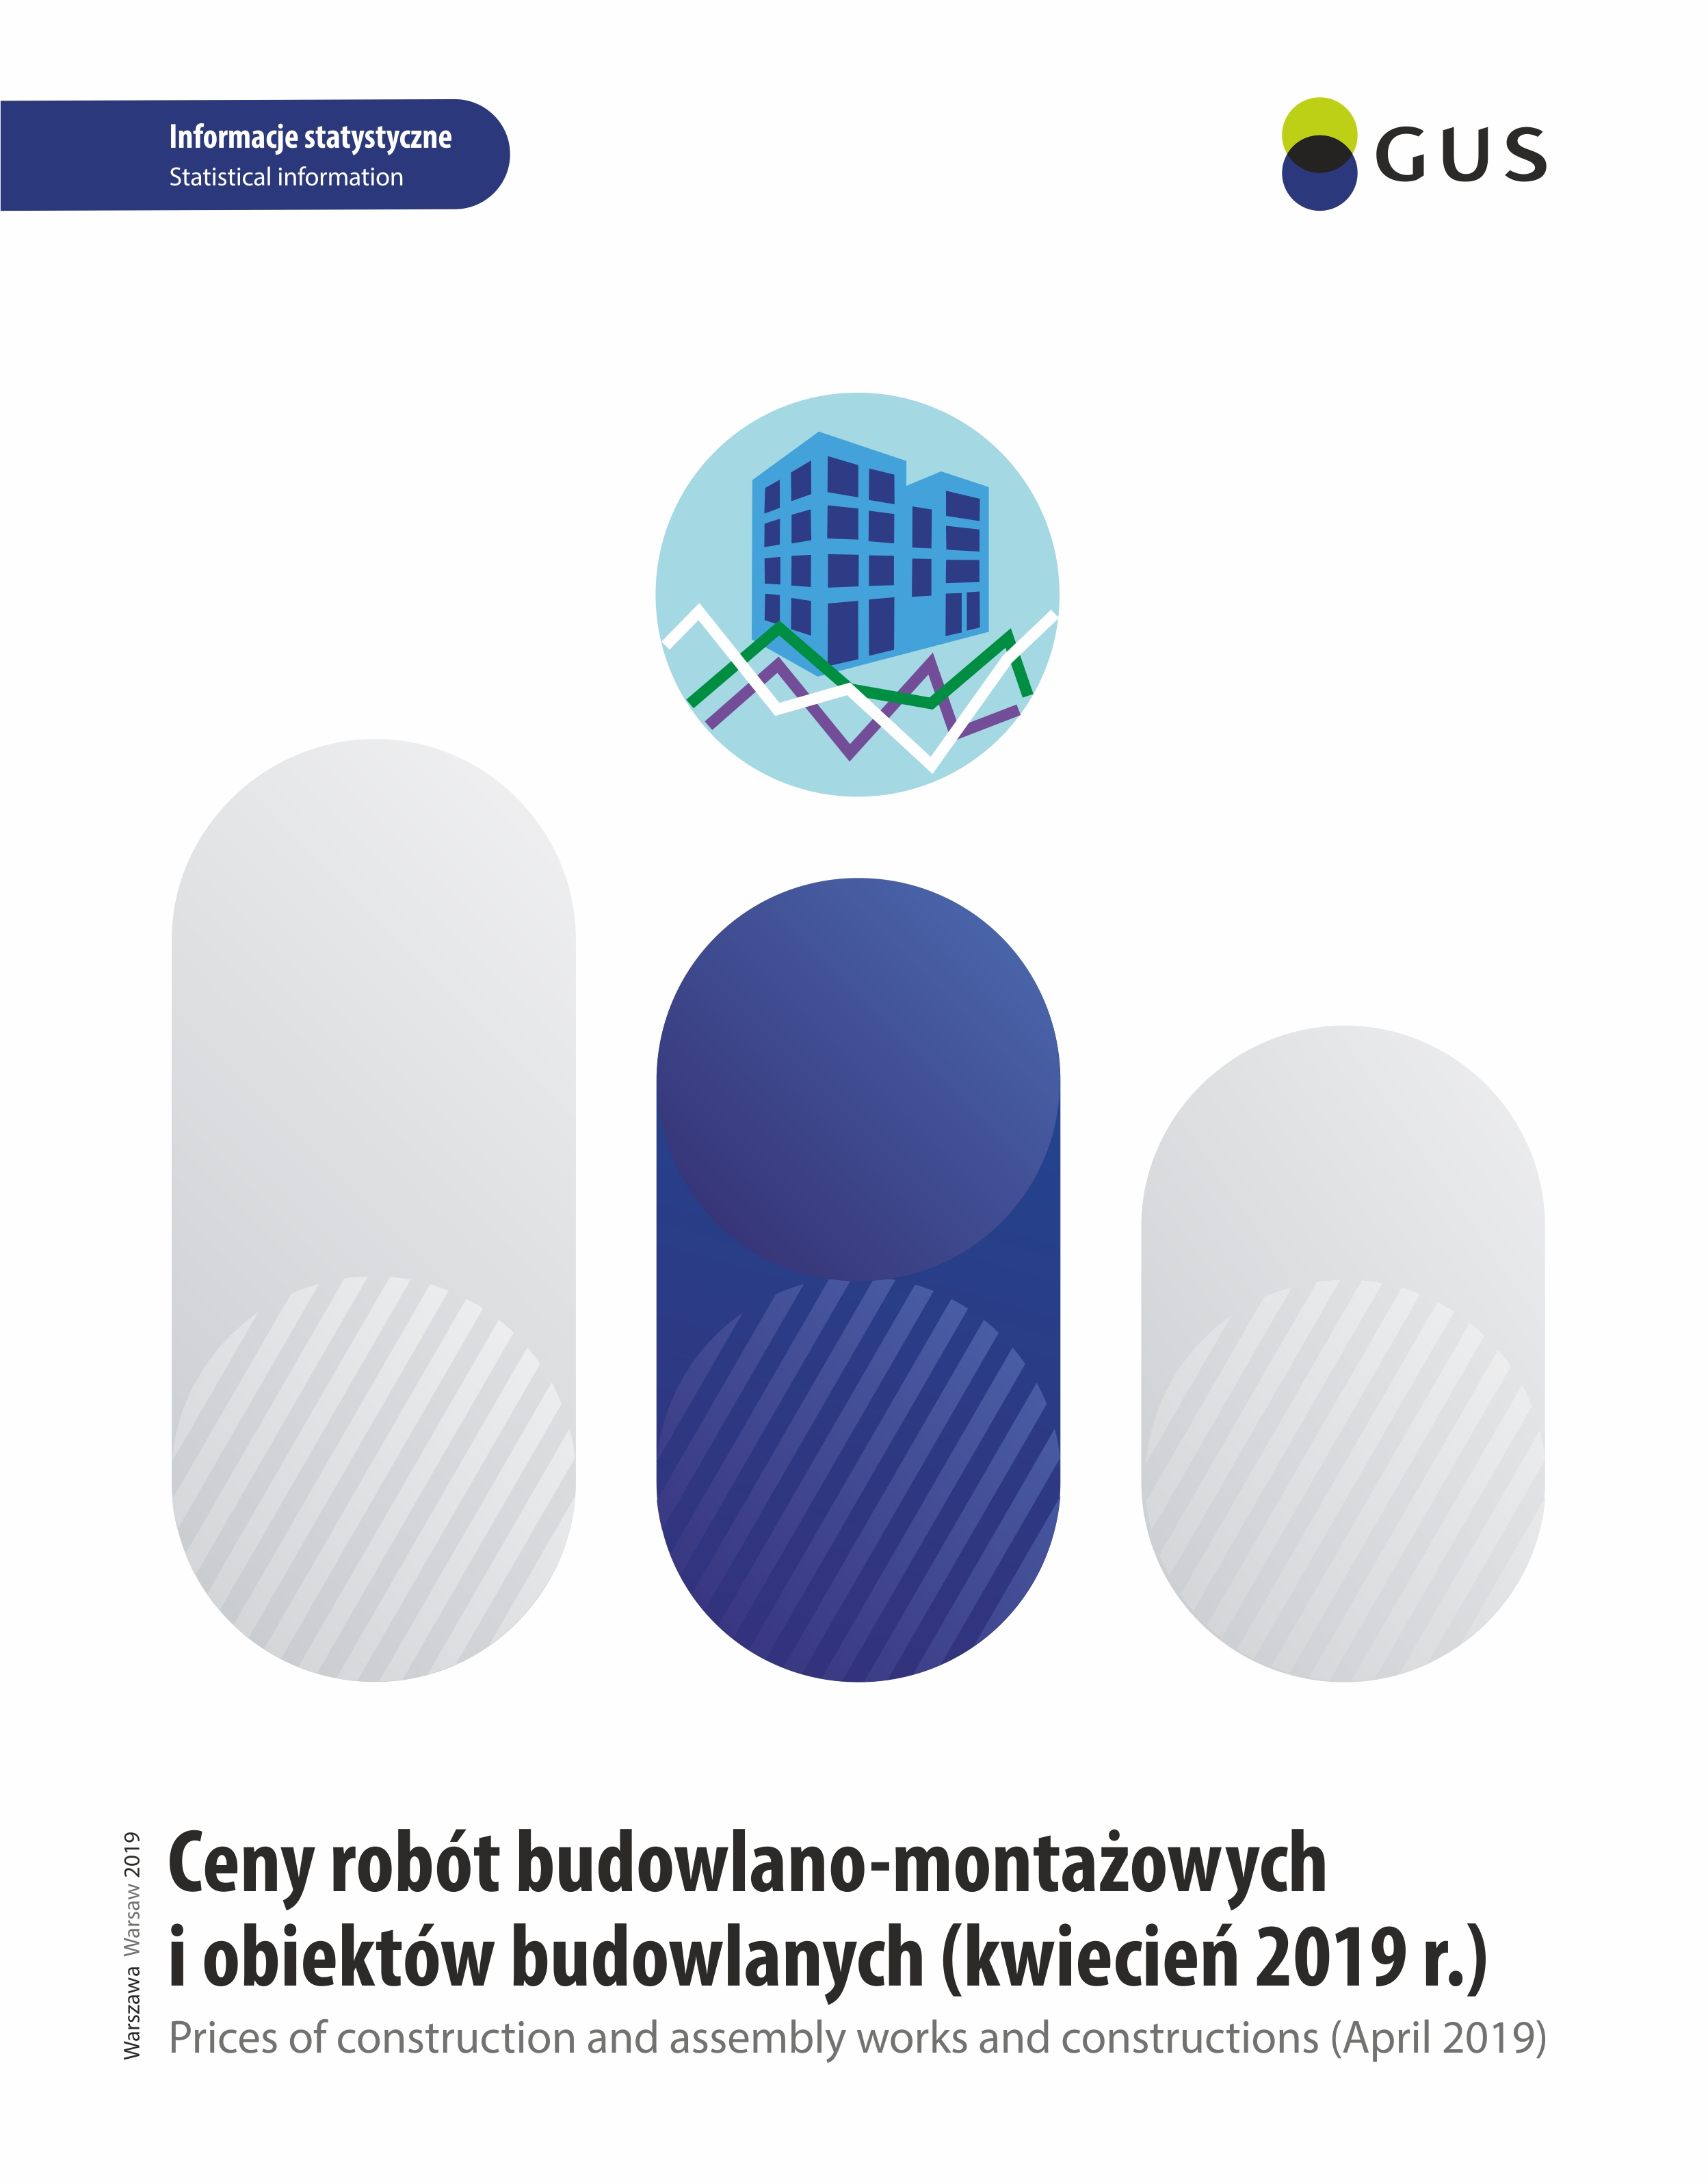 Informacje statystyczne
Statistical information
GUS
Ceny robót budowlano-montażowych
i obiektów budowlanych (kwiecień 2019 r.)
Prices of construction and assembly works and constructions (April 2019)
Warszawa Warsaw 2019